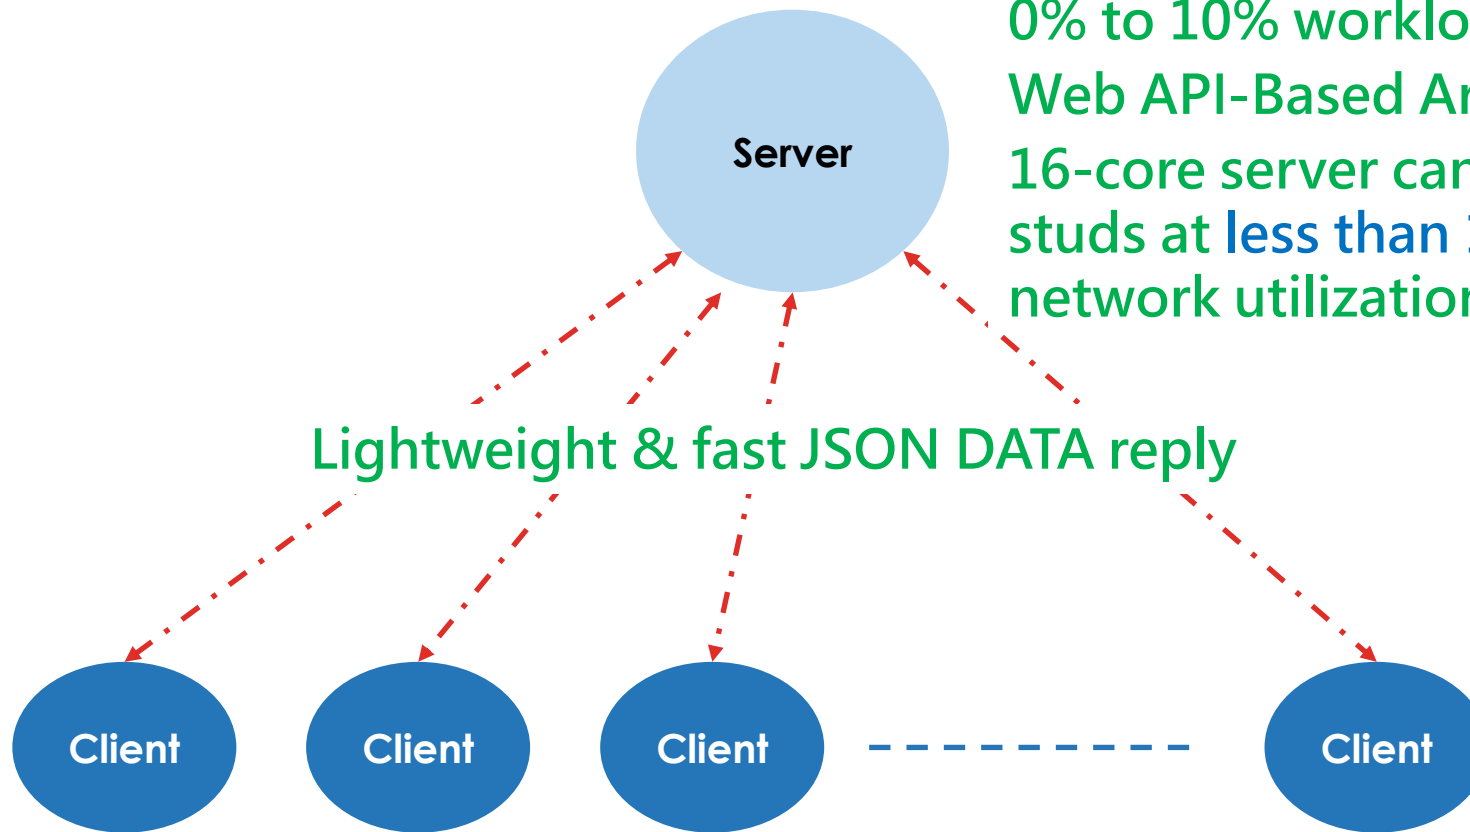 0% to 10% worklo
Web API-Based Ar
Server
16-core server can
studs at less than
network utilization
Lightweight & fast JSON DATA reply
Client
Client
Client
Client